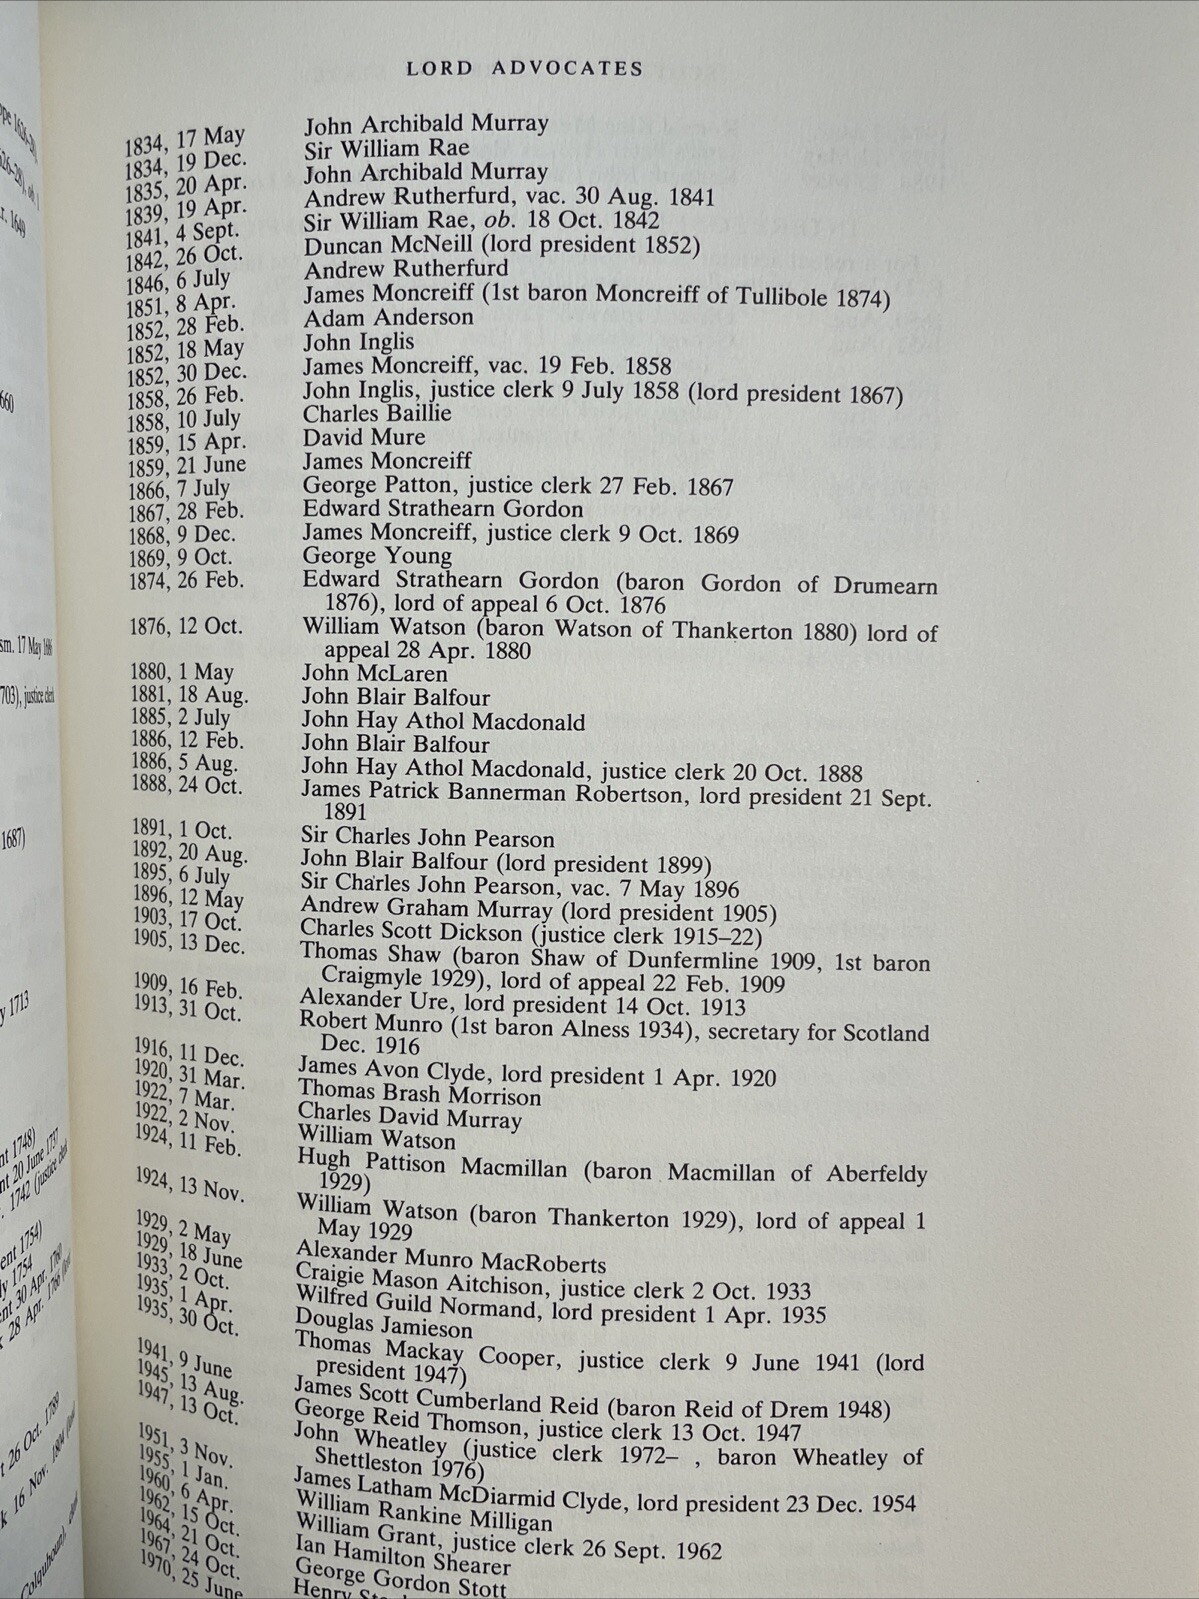 LORD ADVOCATES
1834, 17 May John Archibald Murray
1834, 19 Dec. Sir William Rae
1835, 20 Apr. John Archibald Murray
1839, 19 Apr. Andrew Rutherfurd, vac. 30 Aug. 1841
1841, 4 Sept. Sir William Rae, ob. 18 Oct. 1842
1842, 26 Oct. Duncan McNeill (lord president 1852)
1846, 6 July Andrew Rutherfurd
1851, 8 Apr. James Moncreiff (1st baron Moncreiff of Tullibole 1874)
1852, 28 Feb. Adam Anderson
1852, 18 May John Inglis
1852, 30 Dec. James Moncreiff, vac. 19 Feb. 1858
1858, 26 Feb. John Inglis, justice clerk 9 July 1858 (lord president 1867)
1858, 10 July Charles Baillie
1859, 15 Apr. David Mure
1859, 21 June James Moncreiff
1866, 7 July George Patton, justice clerk 27 Feb. 1867
1867, 28 Feb. Edward Strathearn Gordon
1868, 9 Dec. James Moncreiff, justice clerk 9 Oct. 1869
1869, 9 Oct. George Young
1874, 26 Feb. Edward Strathearn Gordon (baron Gordon of Drumearn
1876), lord of appeal 6 Oct. 1876
1876, 12 Oct. William Watson (baron Watson of Thankerton 1880) lord of
appeal 28 Apr. 1880
1880, 1 May John McLaren
1881, 18 Aug. John Blair Balfour
1885, 2 July John Hay Athol Macdonald
1886, 12 Feb. John Blair Balfour
1886, 5 Aug. John Hay Athol Macdonald, justice clerk 20 Oct. 1888
1888, 24 Oct. James Patrick Bannerman Robertson, lord president 21 Sept.
1891
1891, 1 Oct. Sir Charles John Pearson
1892, 20 Aug. John Blair Balfour (lord president 1899)
1895, 6 July Sir Charles John Pearson, vac. 7 May 1896
1896, 12 May Andrew Graham Murray (lord president 1905)
1903, 17 Oct. Charles Scott Dickson (justice clerk 1915–22)
1905, 13 Dec. Thomas Shaw (baron Shaw of Dunfermline 1909, 1st baron
Craigmyle 1929), lord of appeal 22 Feb. 1909
1909, 16 Feb. Alexander Ure, lord president 14 Oct. 1913
1913, 31 Oct. Robert Munro (1st baron Alness 1934), secretary for Scotland
Dec. 1916
1916, 11 Dec. James Avon Clyde, lord president 1 Apr. 1920
1920, 31 Mar. Thomas Brash Morrison
1922, 7 Mar. Charles David Murray
1922, 2 Nov. William Watson
1924, 11 Feb. Hugh Pattison Macmillan (baron Macmillan of Aberfeldy
1929)
1924, 13 Nov. William Watson (baron Thankerton 1929), lord of appeal 1
May 1929
1929, 2 May Alexander Munro MacRoberts
1929, 18 June Craigie Mason Aitchison, justice clerk 2 Oct. 1933
1933, 2 Oct. Wilfred Guild Normand, lord president 1 Apr. 1935
1935, 1 Apr. Douglas Jamieson
1935, 30 Oct. Thomas Mackay Cooper, justice clerk 9 June 1941 (lord
president 1947)
1941, 9 June James Scott Cumberland Reid (baron Reid of Drem 1948)
1945, 13 Aug. George Reid Thomson, justice clerk 13 Oct. 1947
1947, 13 Oct. John Wheatley (justice clerk 1972– , baron Wheatley of
Shettleston 1976)
1951, 3 Nov. James Latham McDiarmid Clyde, lord president 23 Dec. 1954
1955, 1 Jan. William Rankine Milligan
1960, 6 Apr. William Grant, justice clerk 26 Sept. 1962
1962, 15 Oct. Ian Hamilton Shearer
1964, 21 Oct. George Gordon Stott
1967, 24 Oct. Henry
1970, 25 June